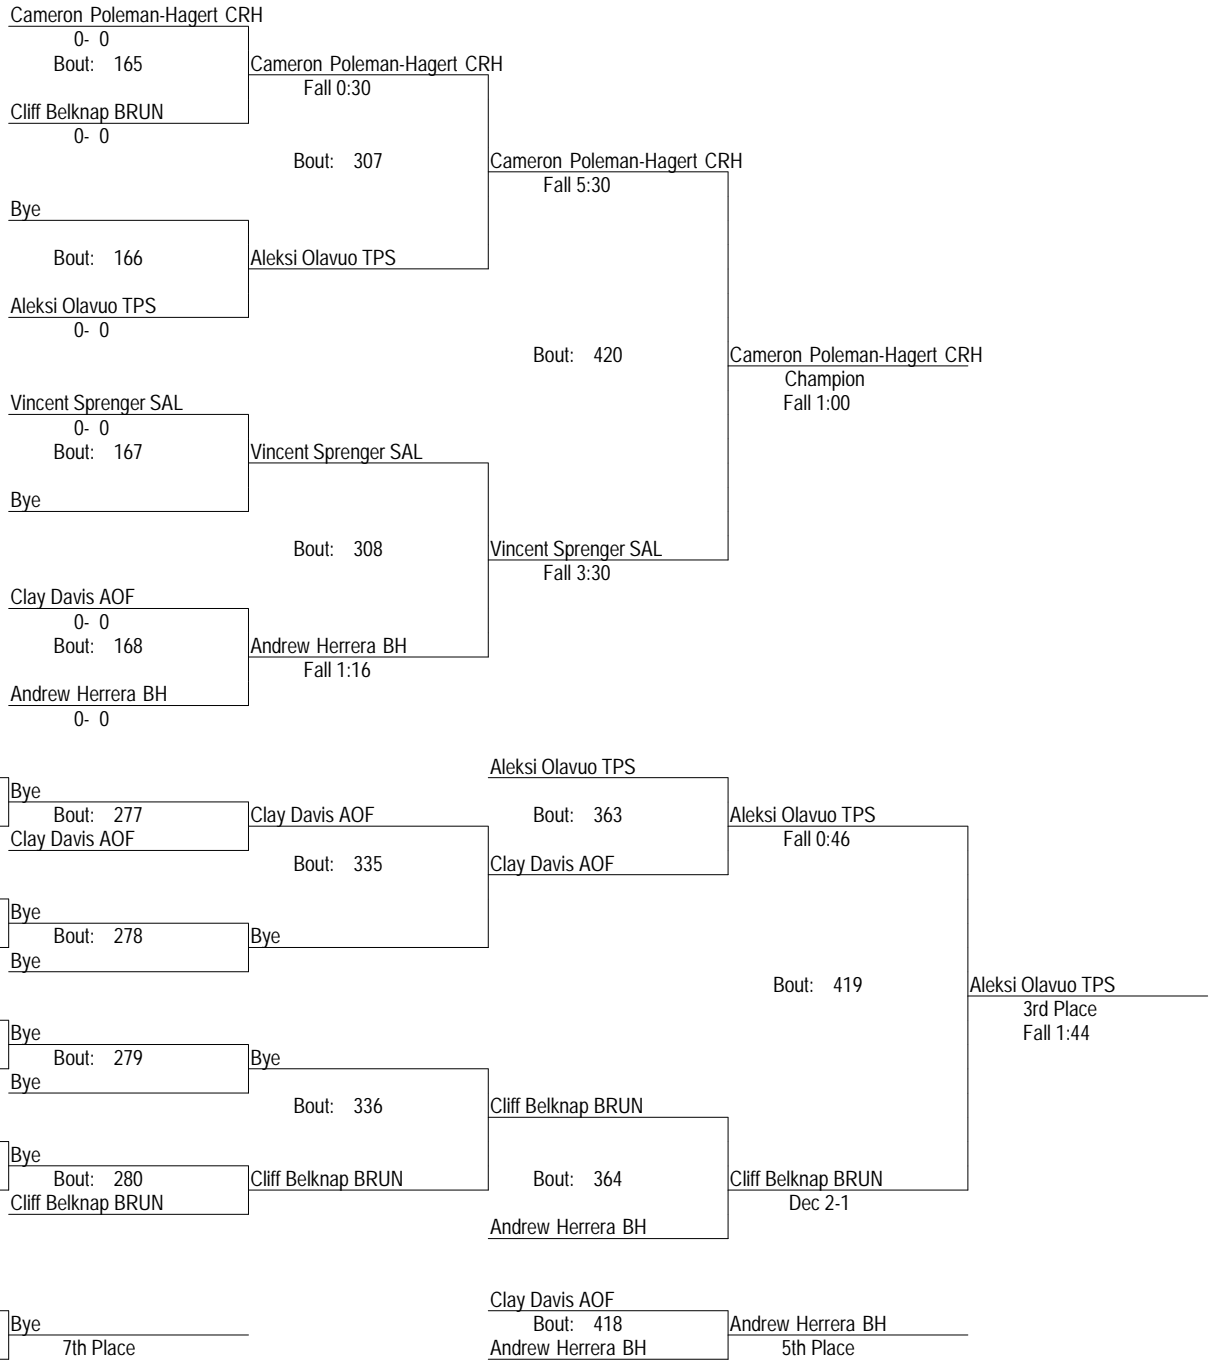 Cameron Poleman-Hagert CRH
0- 0
Bout: 165
Cameron Poleman-Hagert CRH
Fall 0:30
Cliff Belknap BRUN
0- 0
Bout: 307
Cameron Poleman-Hagert CRH
Fall 5:30
Bye
Bout: 166
Aleksi Olavuo TPS
Aleksi Olavuo TPS
0- 0
Bout: 420
Cameron Poleman-Hagert CRH
Champion
Fall 1:00
Vincent Sprenger SAL
0- 0
Bout: 167
Vincent Sprenger SAL
Bye
Bout: 308
Vincent Sprenger SAL
Fall 3:30
Clay Davis AOF
0- 0
Bout: 168
Andrew Herrera BH
Fall 1:16
Andrew Herrera BH
0- 0
Aleksi Olavuo TPS
Bye
Bout: 277
Clay Davis AOF
Bout: 363
Aleksi Olavuo TPS
Fall 0:46
Clay Davis AOF
Bout: 335
Clay Davis AOF
Bye
Bout: 278
Bye
Bye
Bout: 419
Aleksi Olavuo TPS
3rd Place
Fall 1:44
Bye
Bout: 279
Bye
Bye
Bout: 336
Cliff Belknap BRUN
Bye
Bout: 280
Cliff Belknap BRUN
Bout: 364
Cliff Belknap BRUN
Dec 2-1
Cliff Belknap BRUN
Andrew Herrera BH
Clay Davis AOF
Bye
7th Place
Bout: 418
Andrew Herrera BH
5th Place
Andrew Herrera BH